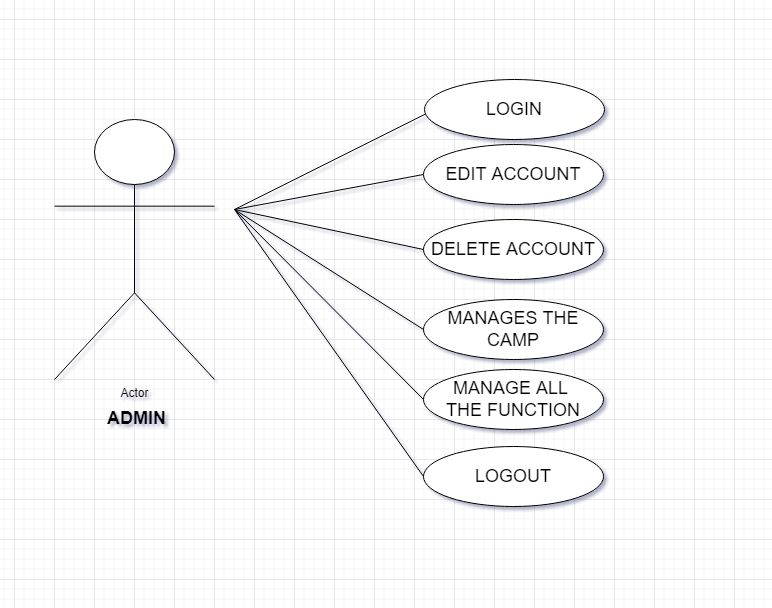 LOGIN
EDIT ACCOUNT
DELETE ACCOUNT
MANAGES THE
CAMP
MANAGE ALL
THE FUNCTION
LOGOUT
Actor
ADMIN